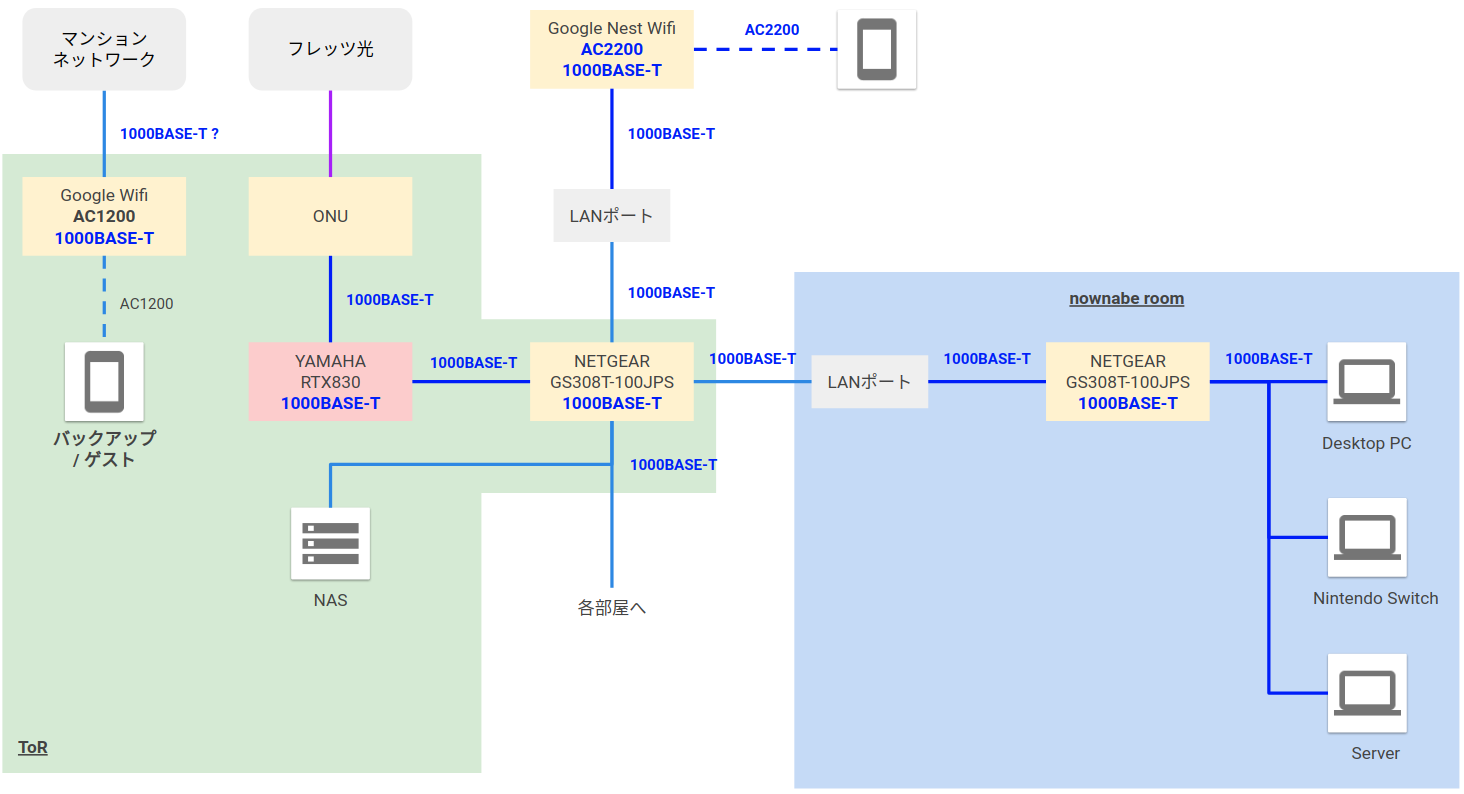 マンション
ネットワーク
フレッツ光
Google Nest Wifi
AC2200
1000BASE-T
AC2200
1000BASE-T ?
1000BASE-T
Google Wifi
AC1200
1000BASE-T
ONU
LANポート
AC1200
1000BASE-T
1000BASE-T
nownabe room
YAMAHA
RTX830
1000BASE-T
1000BASE-T
NETGEAR
GS308T-100JPS
1000BASE-T
1000BASE-T
LANポート
1000BASE-T
NETGEAR
GS308T-100JPS
1000BASE-T
1000BASE-T
バックアップ
/ ゲスト
Desktop PC
1000BASE-T
NAS
各部屋へ
Nintendo Switch
ToR
Server